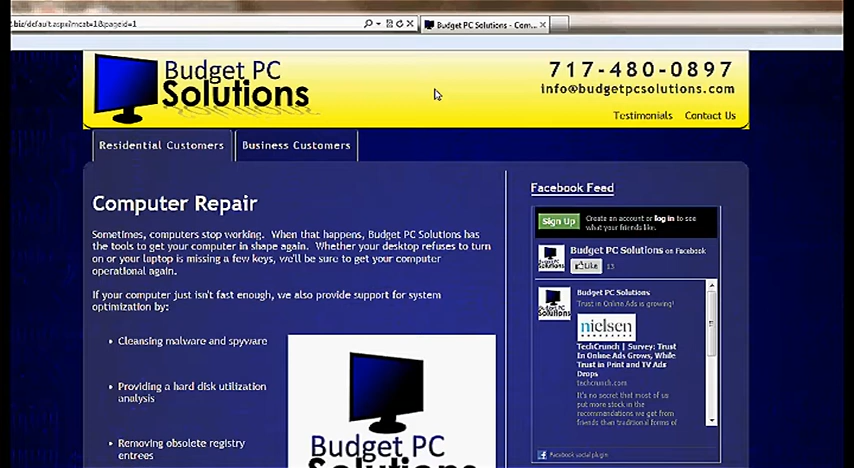 .biz/default.aspx?mcat=1&pageid=1
Budget PC Solutions - Com...
Budget PC
Solutions
717-480-0897
info@budgetpcsolutions.com
Testimonials Contact Us
Residential Customers
Business Customers
Computer Repair
Sometimes, computers stop working. When that happens, Budget PC Solutions has
the tools to get your computer in shape again. Whether your desktop refuses to turn
on or your laptop is missing a few keys, we'll be sure to get your computer
operational again.
If your computer just isn't fast enough, we also provide support for system
optimization by:
• Cleansing malware and spyware
• Providing a hard disk utilization
analysis
• Removing obsolete registry
entrees
Budget PC
Solutions
Facebook Feed
Sign Up
Create an account or log in to see
what your friends like.
Budget PC Solutions on Facebook
Like 13
Solutions
Budget PC Solutions
Trust in Online Ads is growing!
Solutions
nielsen
TechCrunch | Survey: Trust
In Online Ads Grows, While
Trust in Print and TV Ads
Drops
techcrunch.com
It's no secret that most of us
put more stock in the
recommendations we get from
friends than traditional forms of
Facebook social plugin